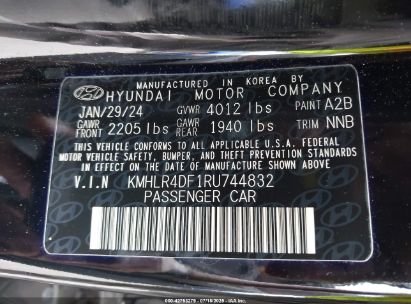 MANUFACTURED IN KOREA BY
HYUNDAI MOTOR COMPANY
JAN/29/24 GVWR 4012 lbs PAINT A2B
GAWR FRONT 2205 lbs GAWR REAR 1940 lbs TRIM NNB
THIS VEHICLE CONFORMS TO ALL APPLICABLE U.S.A. FEDERAL
MOTOR VEHICLE SAFETY, BUMPER, AND THEFT PREVENTION
STANDARDS IN EFFECT ON THE DATE OF MANUFACTURE SHOWN ABOVE.
V.I.N KMHLR4DF1RU744832
PASSENGER CAR